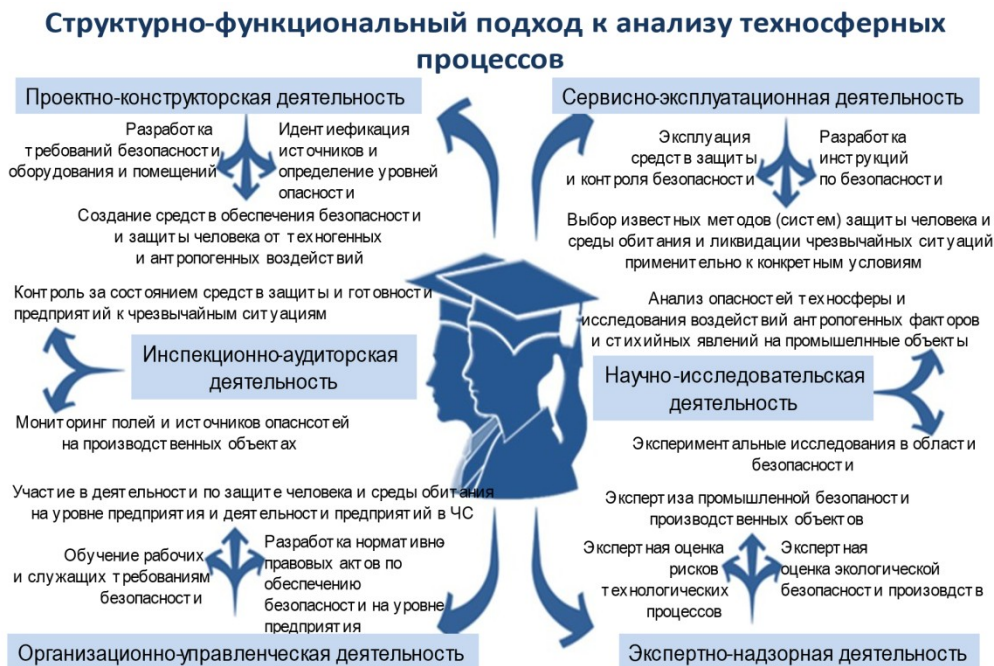 Структурно-функциональный подход к анализу техносферных
процессов
Проектно-конструкторская деятельность
Разработка
требований безопасности
оборудования и помещений
Идентиефикация
источников и
определение уровней
опасности
Создание средств обеспечения безопасности
и защиты человека от техногенных
и антропогенных воздействий
Сервисно-эксплуатационная деятельность
Эксплуация
средств защиты
и контроля безопасности
Разработка
инструкций
по безопасности
Выбор известных методов (систем) защиты человека и
среды обитания и ликвидации чрезвычайных ситуаций
применительно к конкретным условиям
Контроль за состоянием средств защиты и готовности
предприятий к чрезвычайным ситуациям
Инспекционно-аудиторская
деятельность
Мониторинг полей и источников опаснсотей
на производственных объектах
Анализ опасностей техносферы и
исследования воздействий антропогенных факторов
и стихийных явлений на промышелнные объекты
Научно-исследовательская
деятельность
Экспериментальные исследования в области
безопасности
Участие в деятельности по защите человека и среды обитания
на уровне предприятия и деятельности предприятий в ЧС
Обучение рабочих
и служащих требованиям
безопасности
Разработка нормативно-
правовых актов по
обеспечению
безопасности на уровне
предприятия
Организационно-управленческая деятельность
Экспертиза промышленной безопаности
производственных объектов
Экспертная оценка
рисков
технологических
процессов
Экспертная
оценка экологической
безопасности произовдств
Экспертно-надзорная деятельность